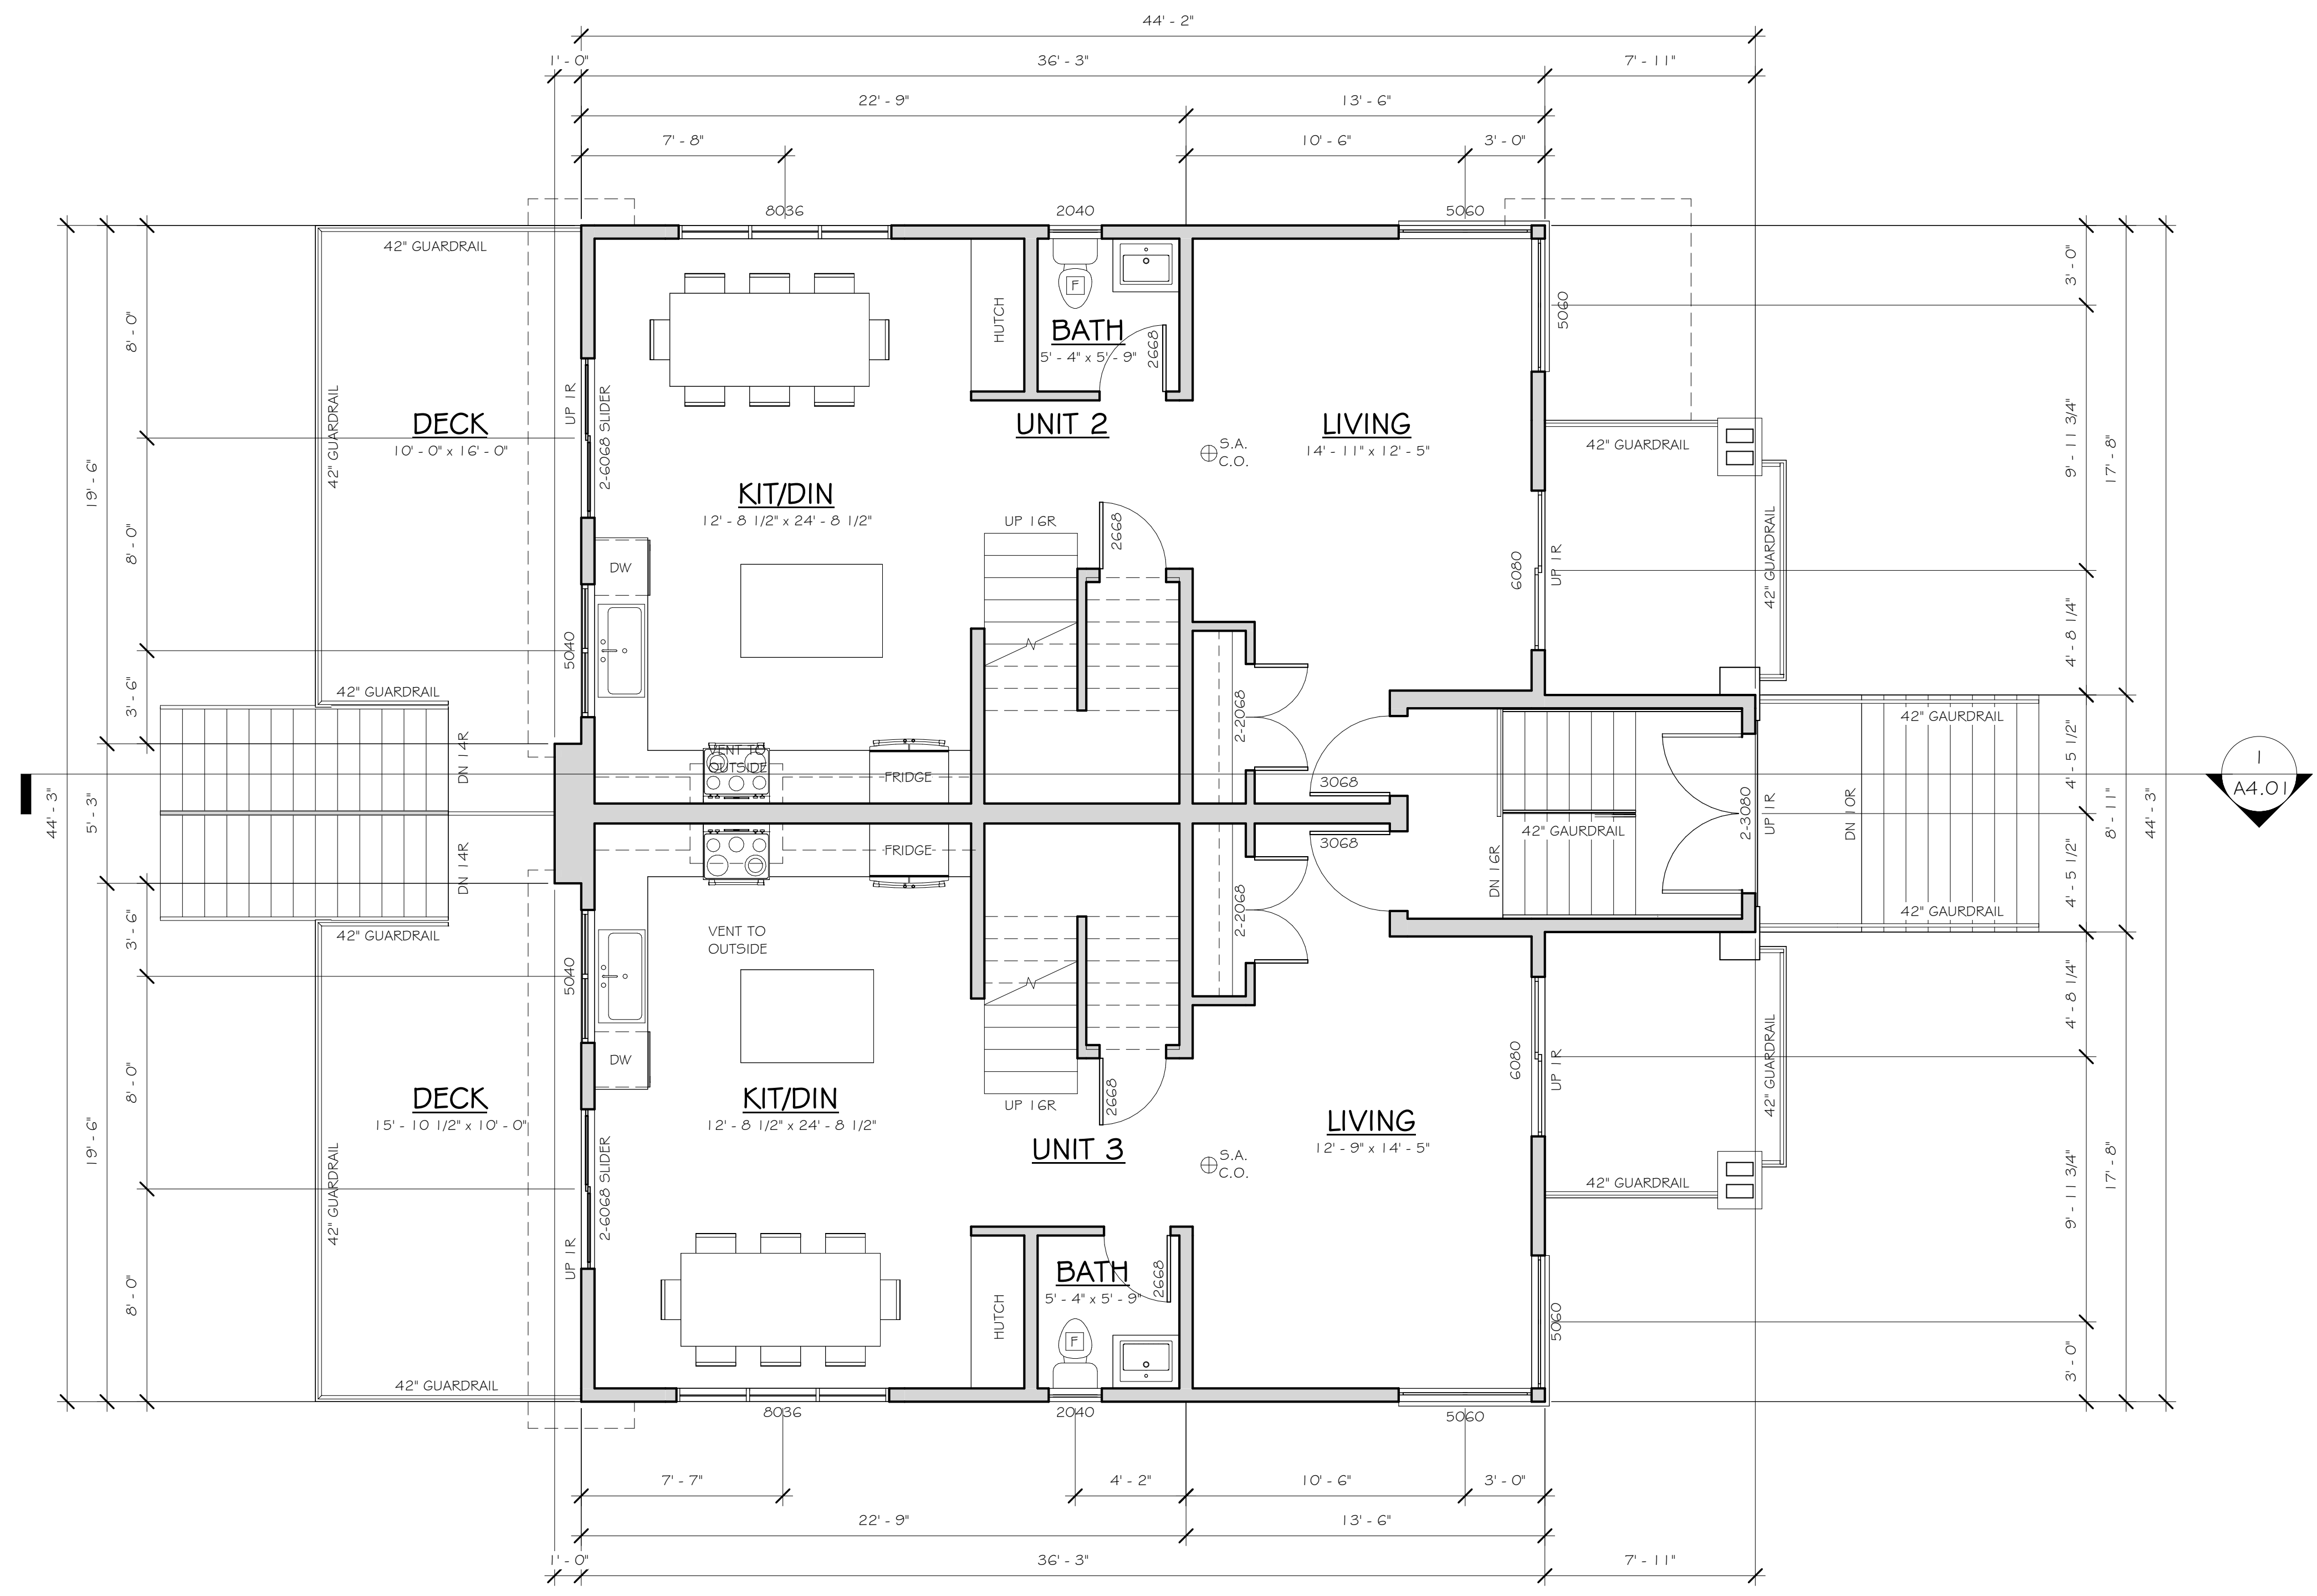 44' - 2"
1' - 0"
36' - 3"
7' - 11"
22' - 9"
13' - 6"
7' - 8"
10' - 6"
3' - 0"
8036
2040
5060
42" GUARDRAIL
42" GUARDRAIL
DECK
10' - 0" x 16' - 0"
UP 1R
2-6068 SLIDER
HUTCH
F
BATH
5' - 4" x 5' - 9"
2668
UNIT 2
LIVING
14' - 11" x 12' - 5"
S.A.
C.O.
5060
KIT/DIN
12' - 8 1/2" x 24' - 8 1/2"
UP 16R
2668
DW
5040
6080
UP 1R
42" GUARDRAIL
42" GUARDRAIL
8' - 0"
8' - 0"
3' - 6"
19' - 6"
5' - 3"
44' - 3"
3' - 0"
9' - 11 3/4"
4' - 8 1/4"
17' - 8"
42" GUARDRAIL
DN 14R
VENT TO
OUTSIDE
FRIDGE
2-2068
3068
42" GAURDRAIL
4' - 5 1/2"
1
A4.01
DN 14R
FRIDGE
3068
42" GAURDRAIL
DN 16R
2-3080
UP 1R
DN 10R
8' - 11"
44' - 3"
2-2068
4' - 5 1/2"
42" GAURDRAIL
42" GUARDRAIL
VENT TO
OUTSIDE
5040
DW
DECK
15' - 10 1/2" x 10' - 0"
KIT/DIN
12' - 8 1/2" x 24' - 8 1/2"
UP 16R
2668
UNIT 3
LIVING
12' - 9" x 14' - 5"
S.A.
C.O.
6080
UP 1R
42" GUARDRAIL
42" GUARDRAIL
3' - 6"
8' - 0"
8' - 0"
19' - 6"
4' - 8 1/4"
9' - 11 3/4"
3' - 0"
17' - 8"
42" GUARDRAIL
2-6068 SLIDER
UP 1R
HUTCH
BATH
5' - 4" x 5' - 9"
2668
F
5060
42" GUARDRAIL
8036
2040
5060
7' - 7"
4' - 2"
10' - 6"
3' - 0"
22' - 9"
13' - 6"
1' - 0"
36' - 3"
7' - 11"